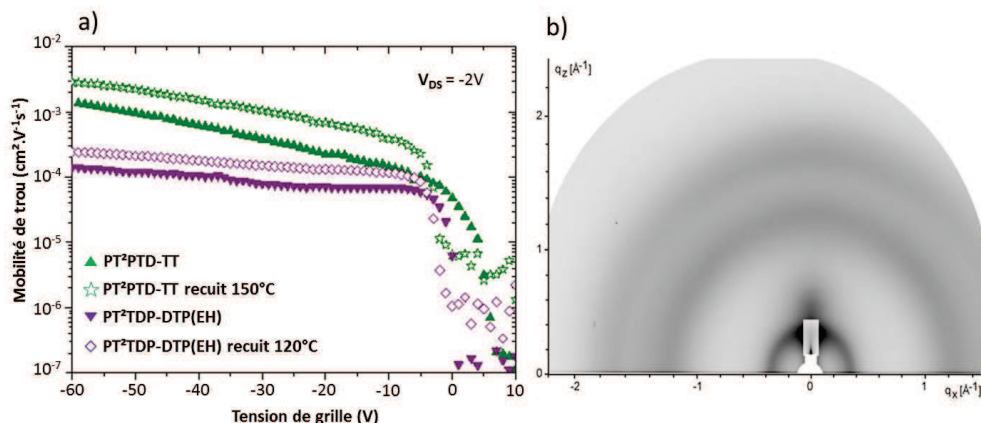 a)
Mobilité de trou (cm².V⁻¹s⁻¹)
10⁻²
10⁻³
10⁻⁴
10⁻⁵
10⁻⁶
10⁻⁷
V_DS = -2V
PT²PTD-TT
PT²PTD-TT recuit 150°C
PT²TDP-DTP(EH)
PT²TDP-DTP(EH) recuit 120°C
-60 -50 -40 -30 -20 -10 0 10
Tension de grille (V)
b)
q_z [Å⁻¹]
2
1
0
-2 -1 0 1
q_x [Å⁻¹]